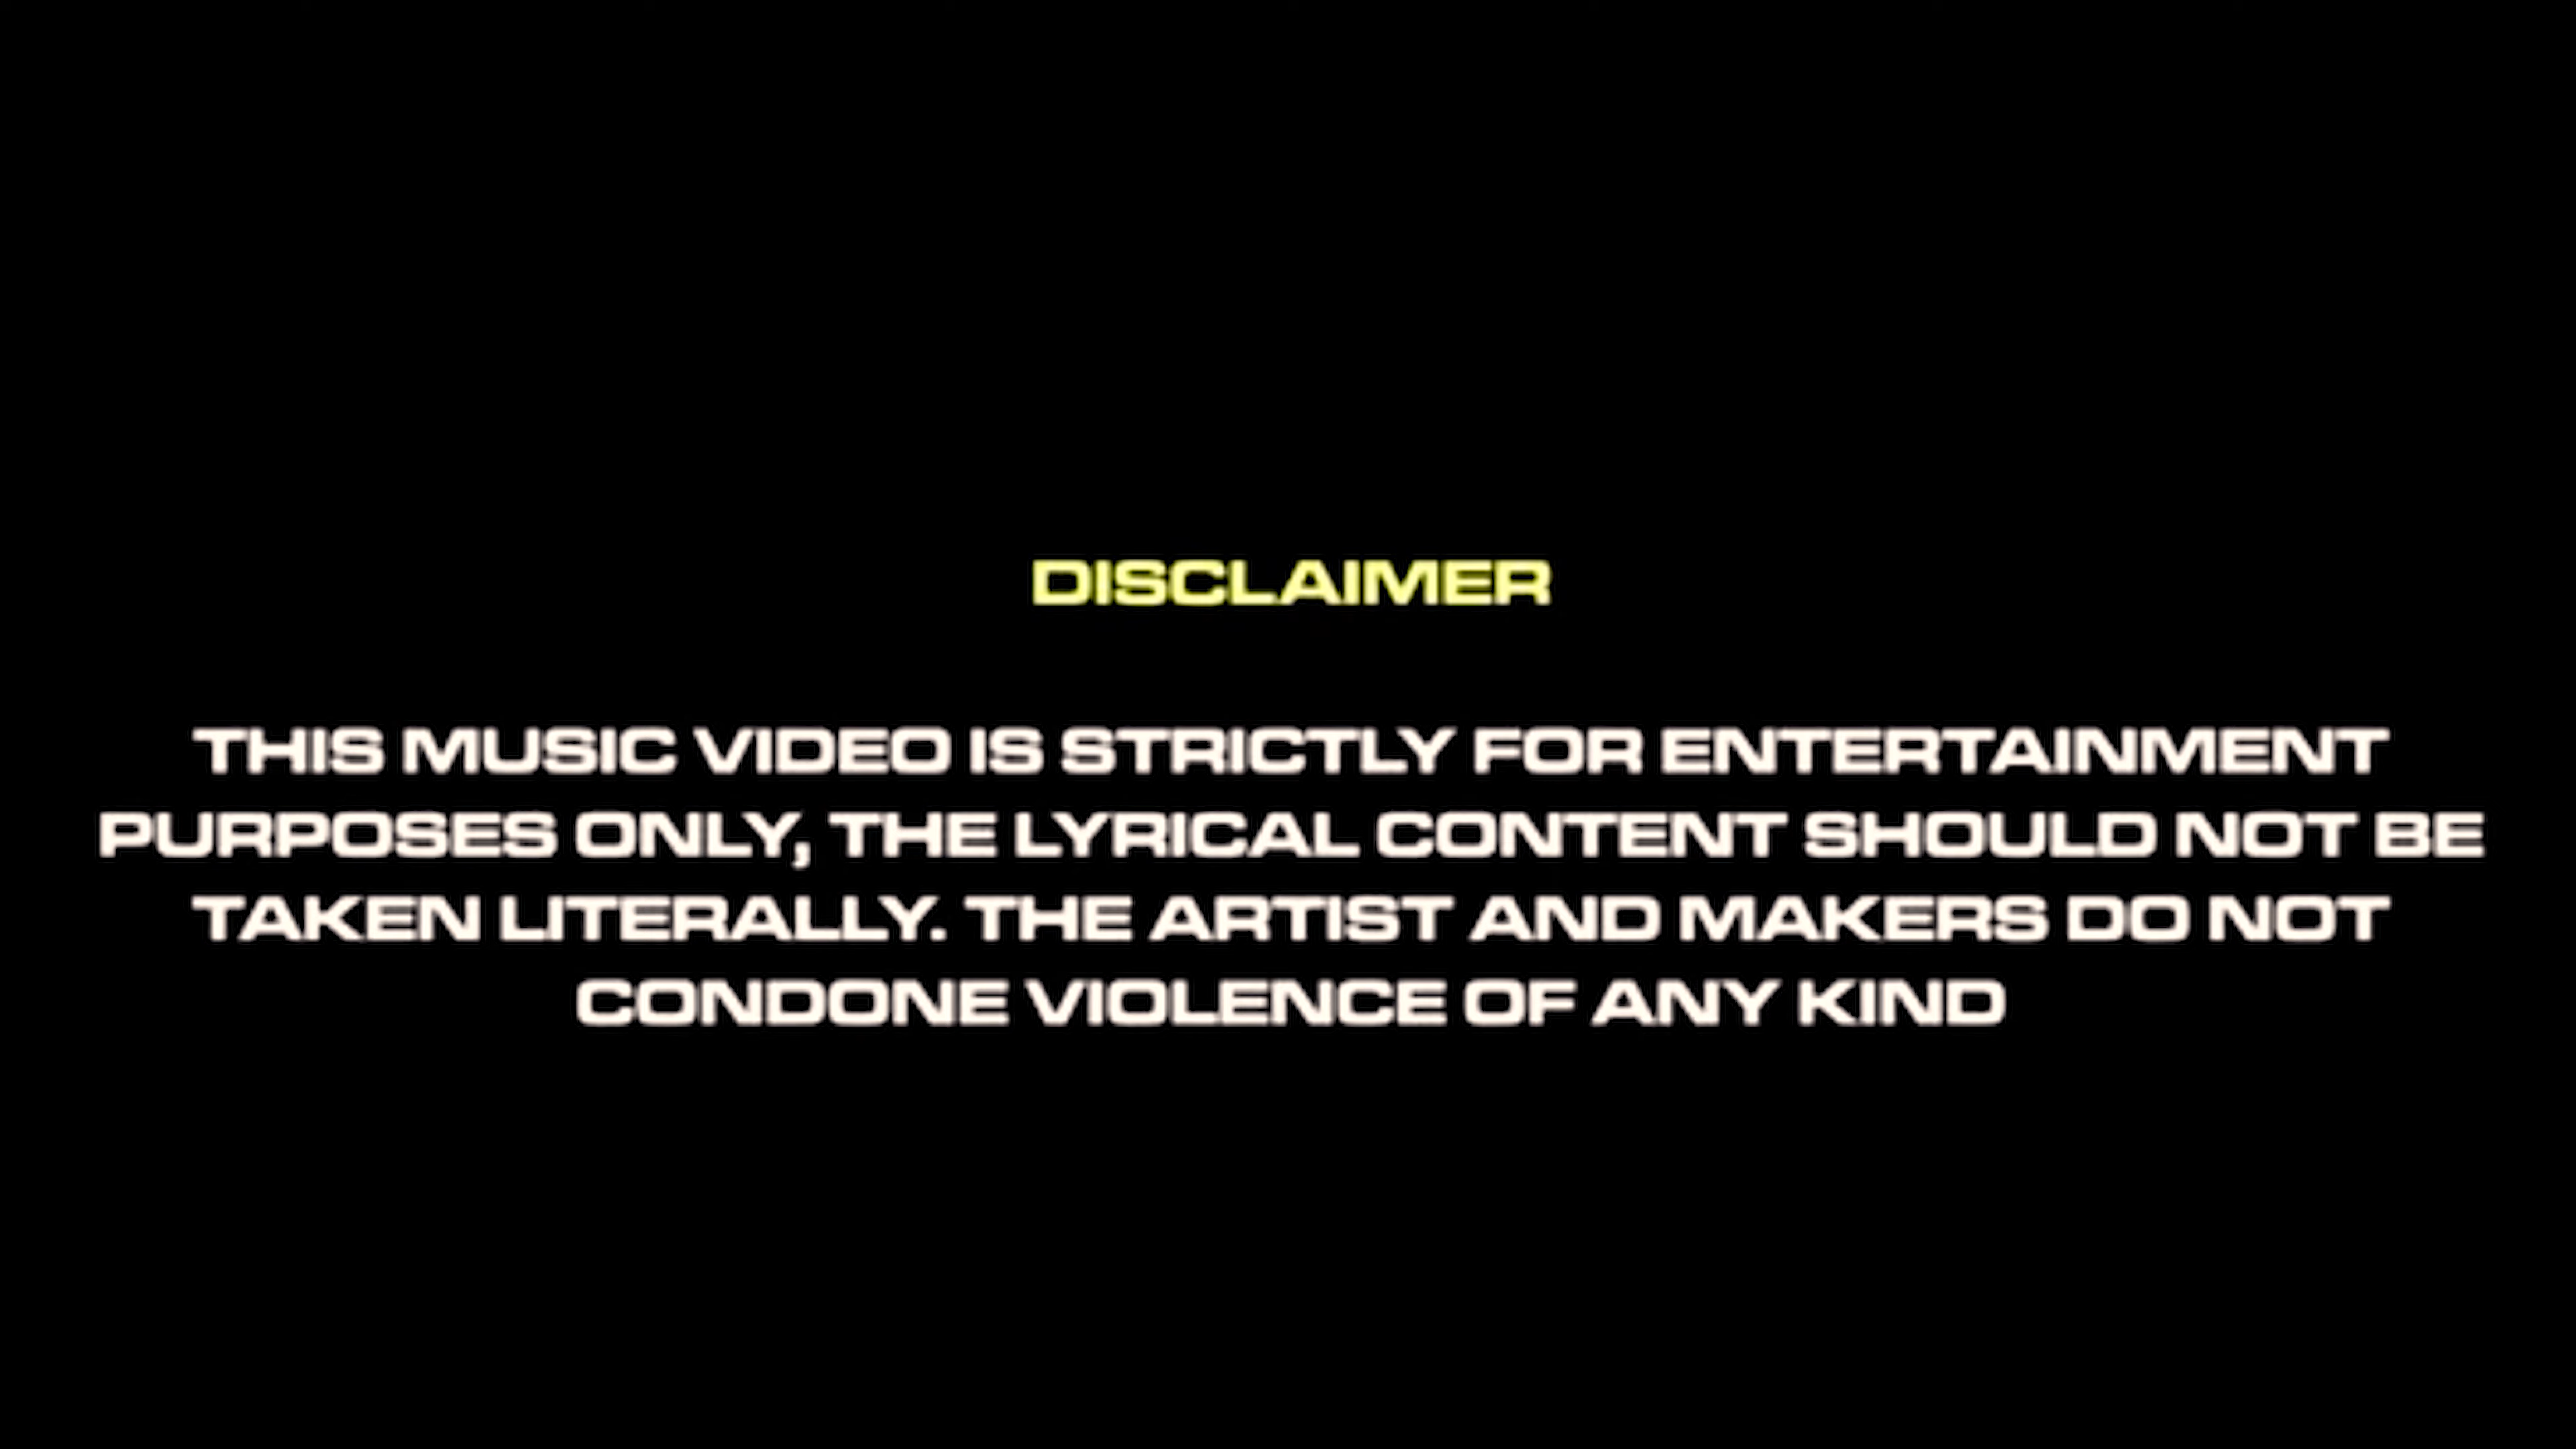 DISCLAIMER
THIS MUSIC VIDEO IS STRICTLY FOR ENTERTAINMENT
PURPOSES ONLY, THE LYRICAL CONTENT SHOULD NOT BE
TAKEN LITERALLY. THE ARTIST AND MAKERS DO NOT
CONDONE VIOLENCE OF ANY KIND